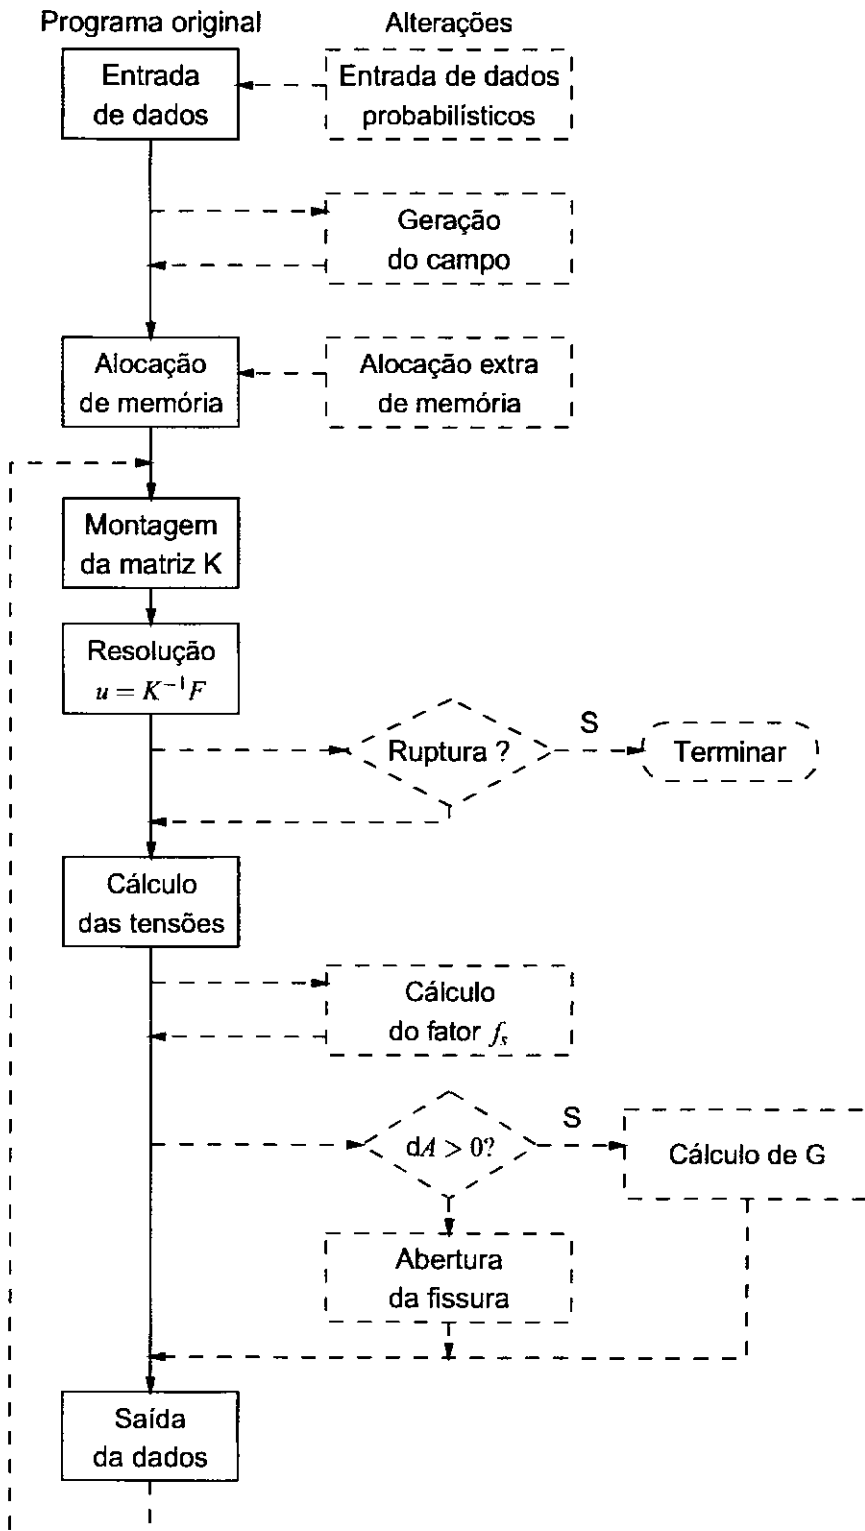 Programa original
Alterações
Entrada
de dados
Entrada de dados
probabilísticos
Geração
do campo
Alocação
de memória
Alocação extra
de memória
Montagem
da matriz K
Resolução
u = K⁻¹F
Ruptura ?
S
Terminar
Cálculo
das tensões
Cálculo
do fator fₛ
dA > 0?
S
Cálculo de G
Abertura
da fissura
Saída
da dados